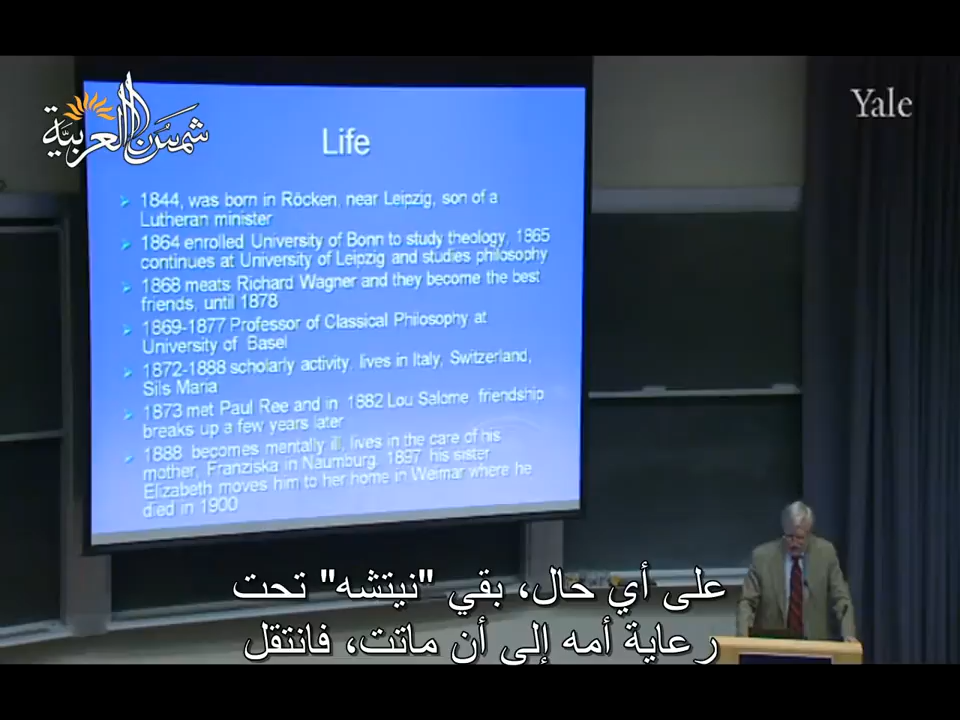 شمس العربية
Yale
Life
1844, was born in Röcken, near Leipzig, son of a
Lutheran minister
1864 enrolled University of Bonn to study theology, 1865
continues at University of Leipzig and studies philosophy
1868 meats Richard Wagner and they become the best
friends, until 1878
1869-1877 Professor of Classical Philosophy at
University of Basel
1872-1888 scholarly activity, lives in Italy, Switzerland,
Sils Maria
1873 met Paul Ree and in 1882 Lou Salome, friendship
breaks up a few years later
1888 becomes mentally ill, lives in the care of his
mother, Franziska in Naumburg. 1897 his sister
Elizabeth moves him to her home in Weimar where he
died in 1900
على أي حال، بقي "نيتشه" تحت
رعاية أمه إلى أن ماتت، فانتقل